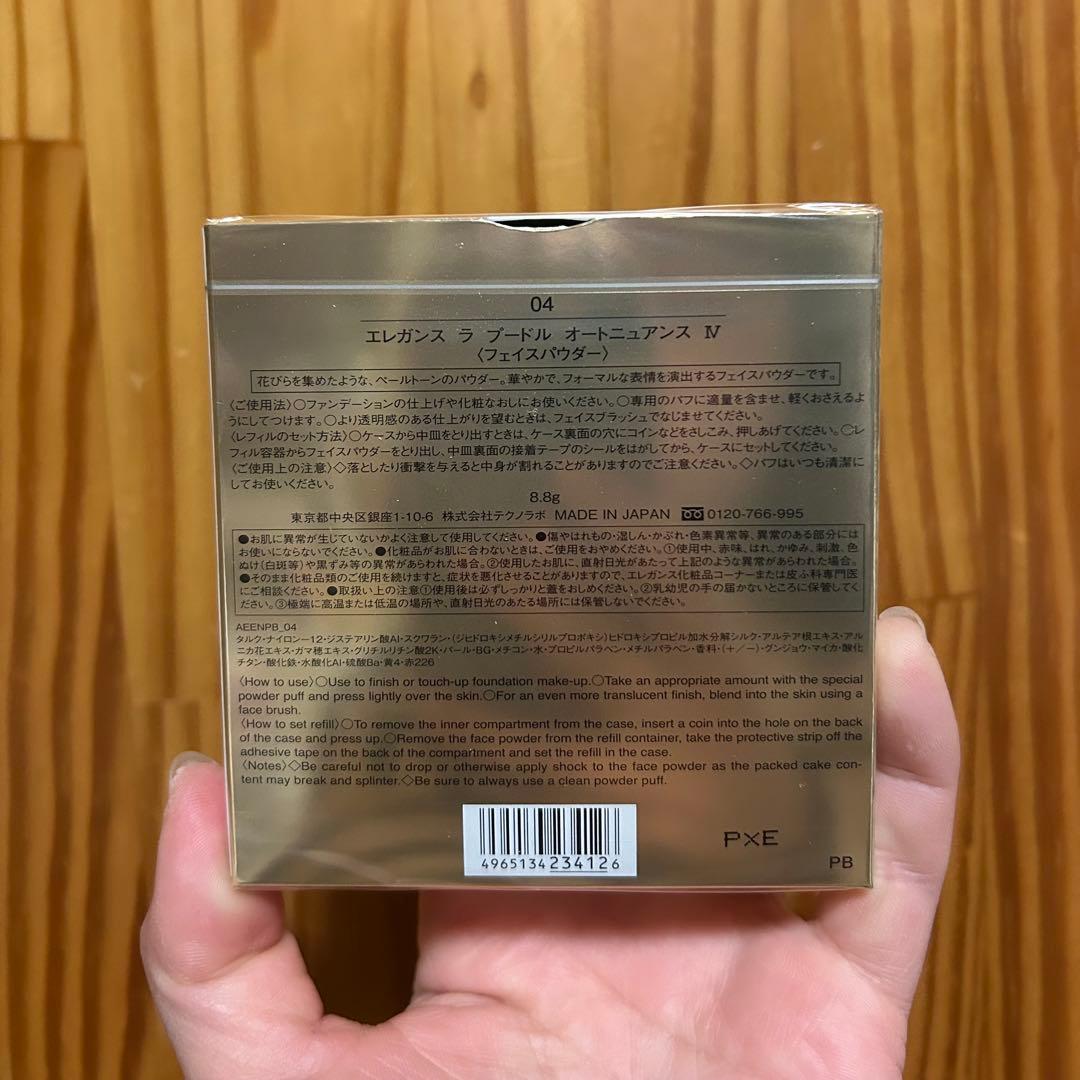 04
エレガンス ラ プードル オートニュアンス Ⅳ
〈フェイスパウダー〉
花びらを集めたような、ペールトーンのパウダー。華やかで、フォーマルな表情を演出するフェイスパウダーです。
〈ご使用法〉○ファンデーションの仕上げや化粧なおしにお使いください。○専用のパフに適量を含ませ、軽くおさえるよ
うにしてつけます。○より透明感のある仕上がりを望むときは、フェイスブラッシュでなじませてください。
〈レフィルのセット方法〉○ケースから中皿をとり出すときは、ケース裏面の穴にコインなどをさしこみ、押しあげてください。○レ
フィル容器からフェイスパウダーをとり出し、中皿裏面の接着テープのシールをはがしてから、ケースにセットしてください。
〈ご使用上の注意〉◇落としたり衝撃を与えると中身が割れることがありますのでご注意ください。◇パフはいつも清潔に
してお使いください。
8.8g
東京都中央区銀座1-10-6 株式会社テクノラボ MADE IN JAPAN 0120-766-995
●お肌に異常が生じていないかよく注意して使用してください。●傷やはれもの・湿しん・かぶれ・色素異常等、異常のある部分には
お使いにならないでください。●化粧品がお肌に合わないときは、ご使用をおやめください。①使用中、赤味、はれ、かゆみ、刺激、色
ぬけ(白斑等)や黒ずみ等の異常があらわれた場合。②使用したお肌に、直射日光があたって上記のような異常があらわれた場合。
●そのまま化粧品類のご使用を続けますと、症状を悪化させることがありますので、エレガンス化粧品コーナーまたは皮ふ科専門医
にご相談ください。●取扱い上の注意①使用後は必ずしっかりと蓋をおしめください。②乳幼児の手の届かないところに保管してく
ださい。③極端に高温または低温の場所や、直射日光のあたる場所には保管しないでください。
AEENPB_04
タルク・ナイロン-12・ジステアリン酸Al・スクワラン・(ジヒドロキシメチルシリルプロポキシ)ヒドロキシプロピル加水分解シルク・アルテア根エキス・アル
ニカ花エキス・ガマ穂エキス・グリチルリチン酸2K・パール・BG・メチコン・水・プロピルパラベン・メチルパラベン・香料・(+/-)・グンジョウ・マイカ・酸化
チタン・酸化鉄・水酸化Al・硫酸Ba・黄4・赤226
〈How to use〉○Use to finish or touch-up foundation make-up.○Take an appropriate amount with the special
powder puff and press lightly over the skin.○For an even more translucent finish, blend into the skin using a
face brush.
〈How to set refill〉○To remove the inner compartment from the case, insert a coin into the hole on the back
of the case and press up.○Remove the face powder from the refill container, take the protective strip off the
adhesive tape on the back of the compartment and set the refill in the case.
〈Notes〉◇Be careful not to drop or otherwise apply shock to the face powder as the packed cake con-
tent may break and splinter.◇Be sure to always use a clean powder puff.
4965134234126
P×E
PB